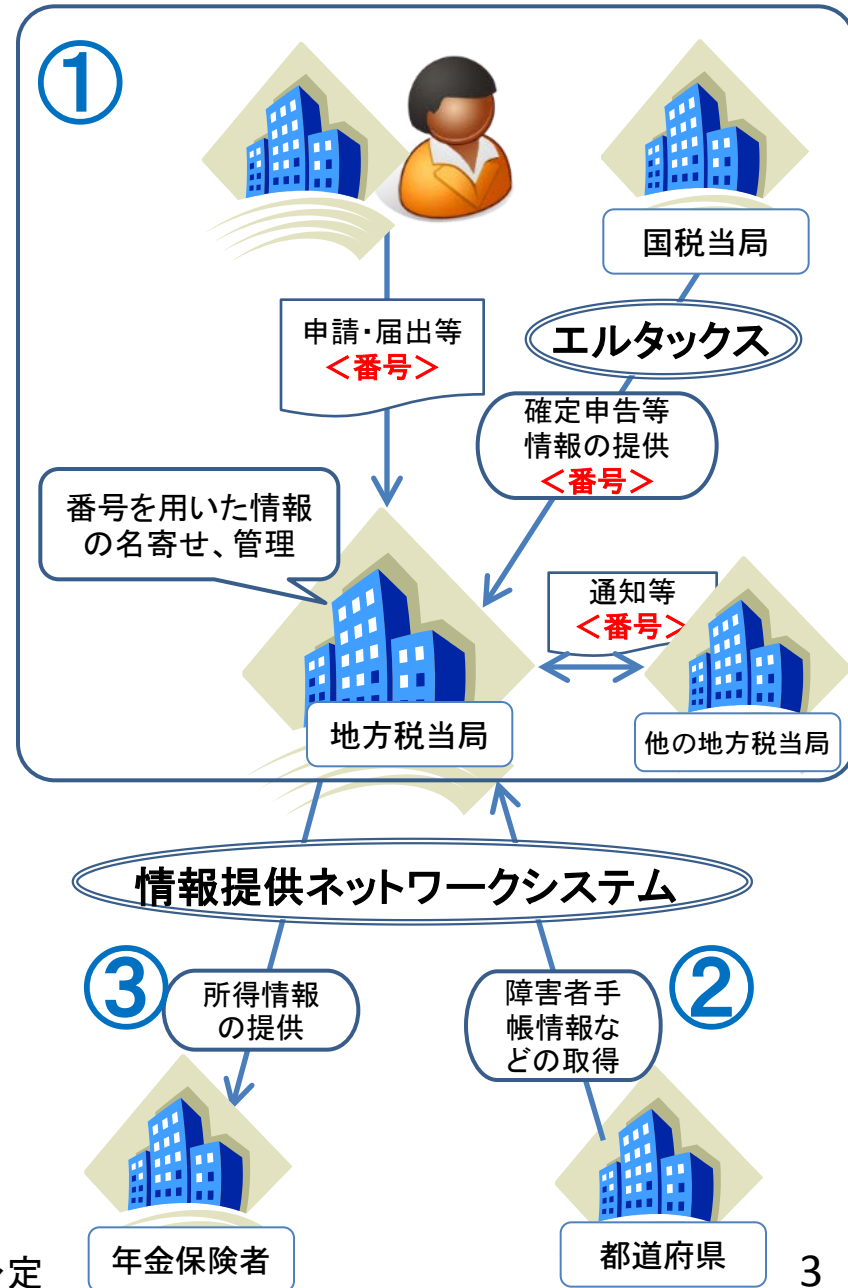 ①
国税当局
申請・届出等
＜番号＞
エルタックス
確定申告等
情報の提供
＜番号＞
番号を用いた情報
の名寄せ、管理
通知等
＜番号＞
地方税当局
他の地方税当局
情報提供ネットワークシステム
③
所得情報
の提供
障害者手
帳情報な
どの取得
②
年金保険者
都道府県
定
3